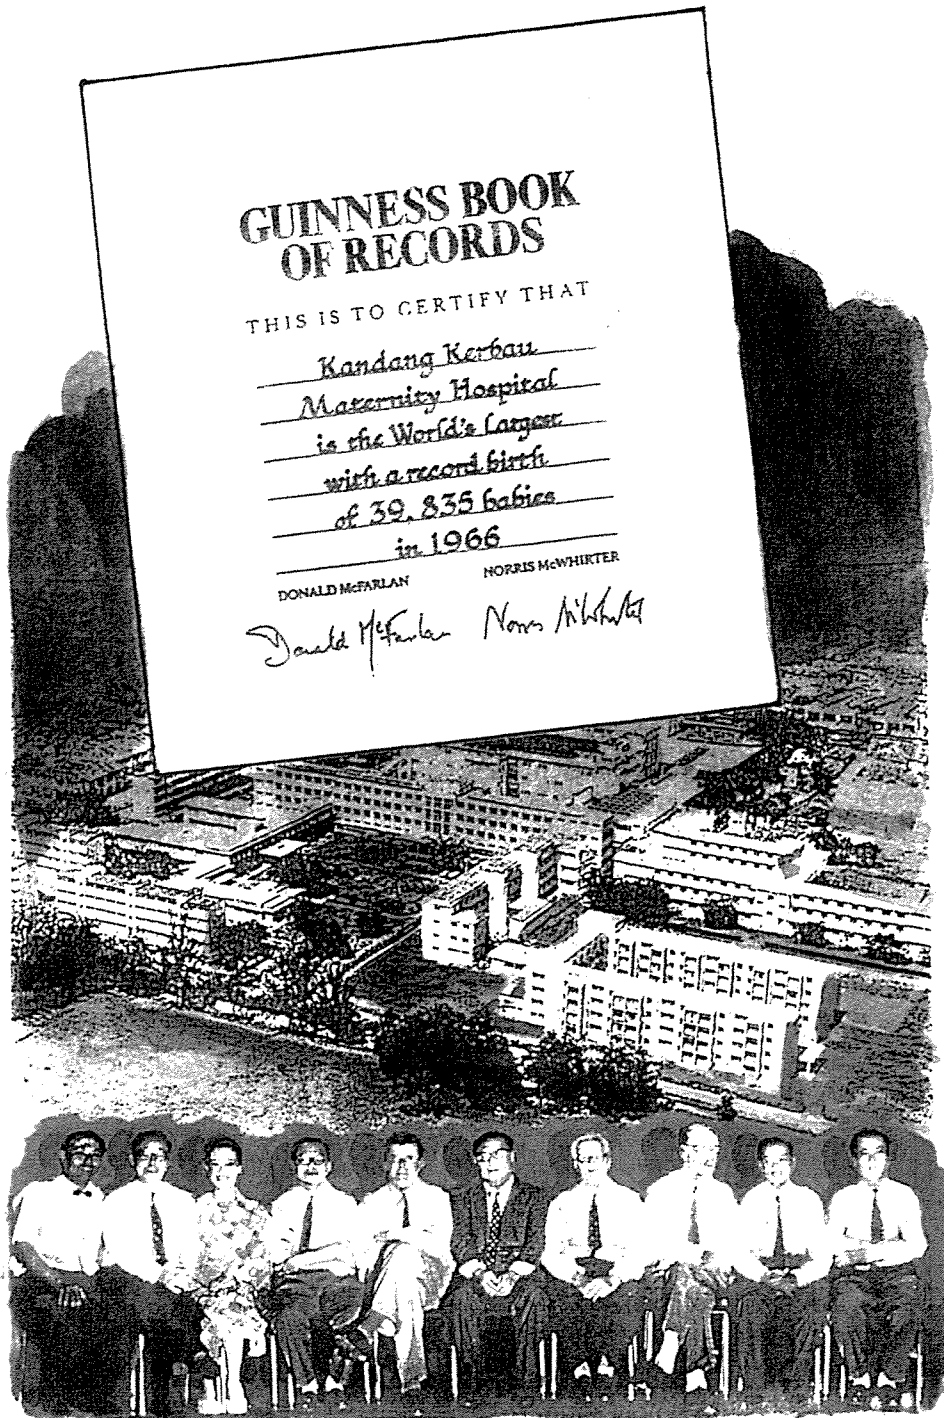 GUINNESS BOOK
OF RECORDS
THIS IS TO CERTIFY THAT
Kandang Kerbau
Maternity Hospital
is the World's Largest
with a record birth
of 39,835 babies
in 1966
DONALD McFARLAN NORRIS McWHIRTER
Donald McFarlan Norris McWhirter